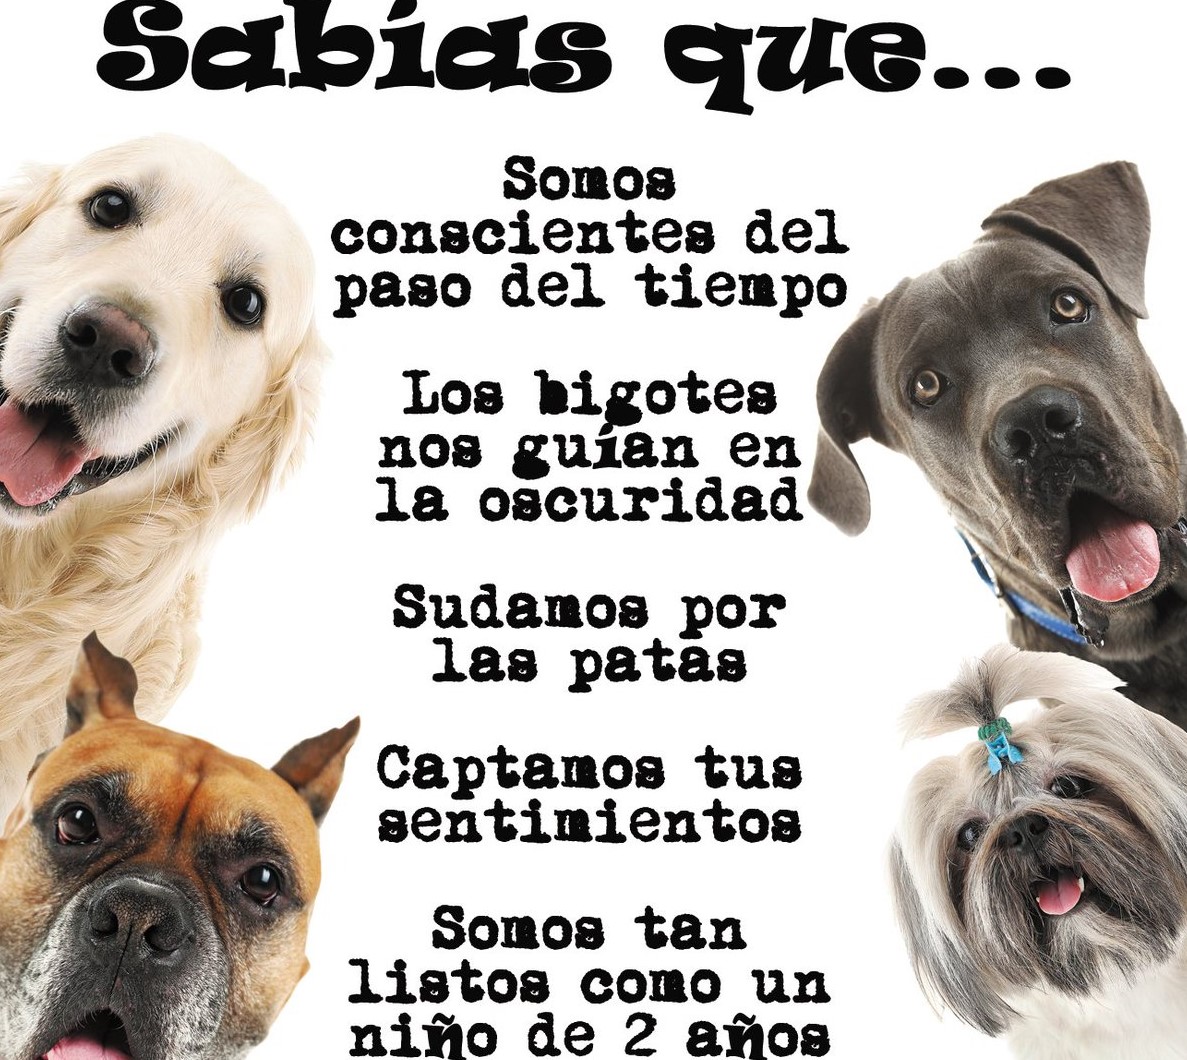 Sabías que...
Somos
conscientes del
paso del tiempo
Los bigotes
nos guían en
la oscuridad
Sudamos por
las patas
Captamos tus
sentimientos
Somos tan
listos como un
niño de 2 años